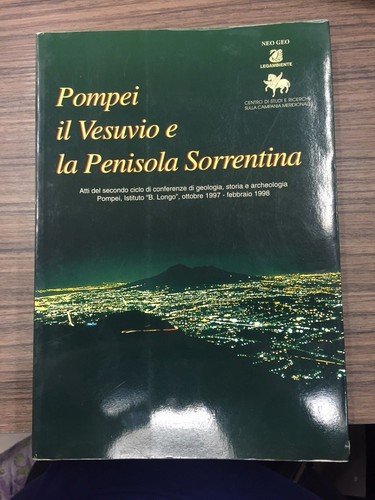 NEO GEO
LEGAMBIENTE
CENTRO DI STUDI E RICERCHE
SULLA CAMPANIA MERIDIONALE
Pompei
il Vesuvio e
la Penisola Sorrentina
Atti del secondo ciclo di conferenze di geologia, storia e archeologia
Pompei, Istituto "B. Longo", ottobre 1997 - febbraio 1998